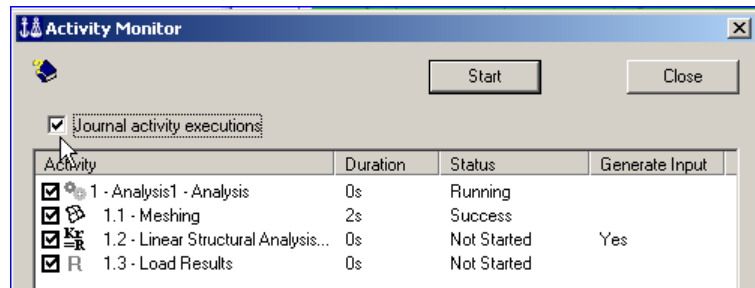 Activity Monitor
Start Close
Journal activity executions
Activity Duration Status Generate Input
1 - Analysis1 - Analysis 0s Running
1.1 - Meshing 2s Success
Kr=R 1.2 - Linear Structural Analysis... 0s Not Started Yes
R 1.3 - Load Results 0s Not Started